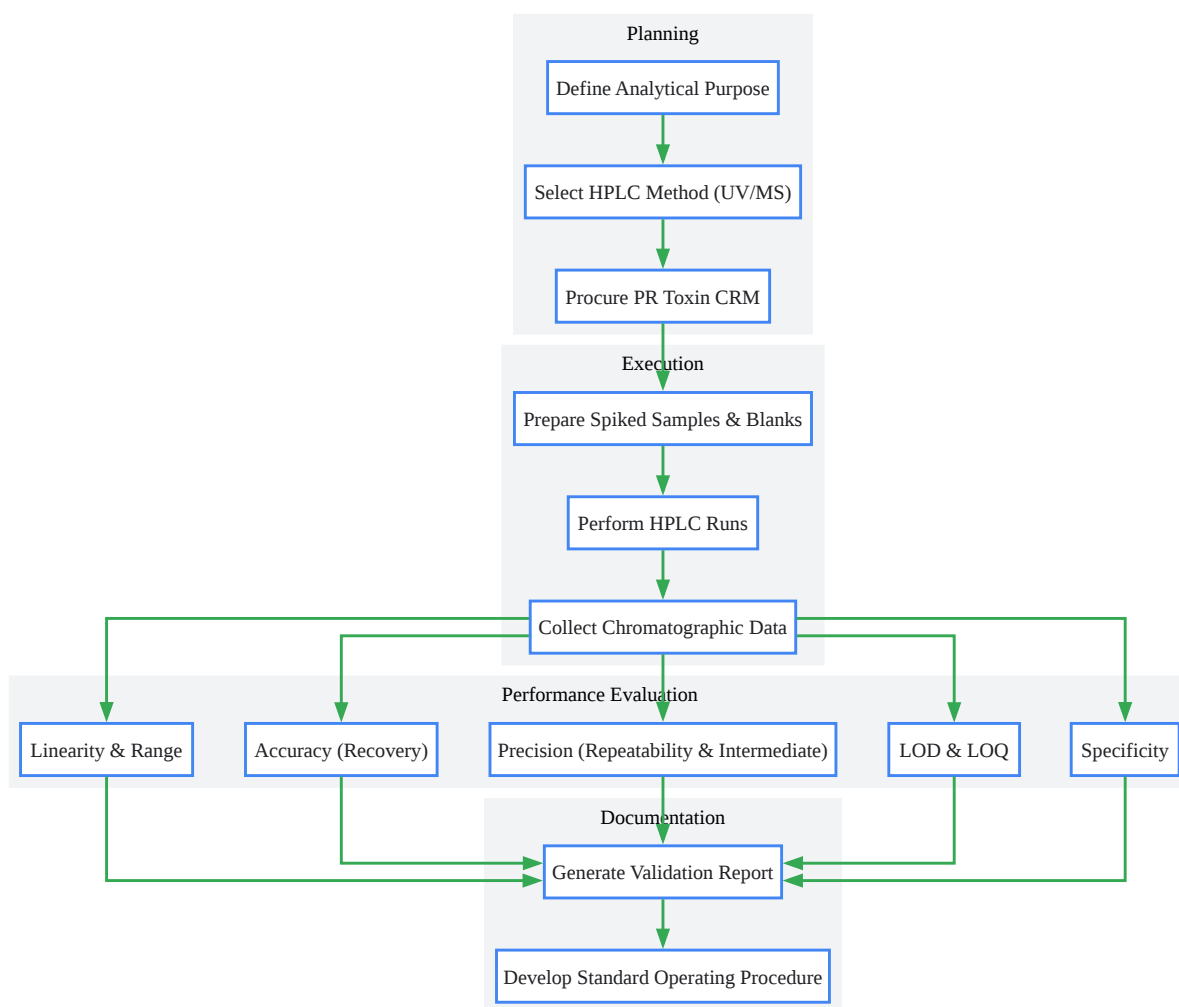 Planning
Define Analytical Purpose
Select HPLC Method (UV/MS)
Procure PR Toxin CRM
Execution
Prepare Spiked Samples & Blanks
Perform HPLC Runs
Collect Chromatographic Data
Performance Evaluation
Linearity & Range
Accuracy (Recovery)
Precision (Repeatability & Intermediate)
LOD & LOQ
Specificity
Documentation
Generate Validation Report
Develop Standard Operating Procedure